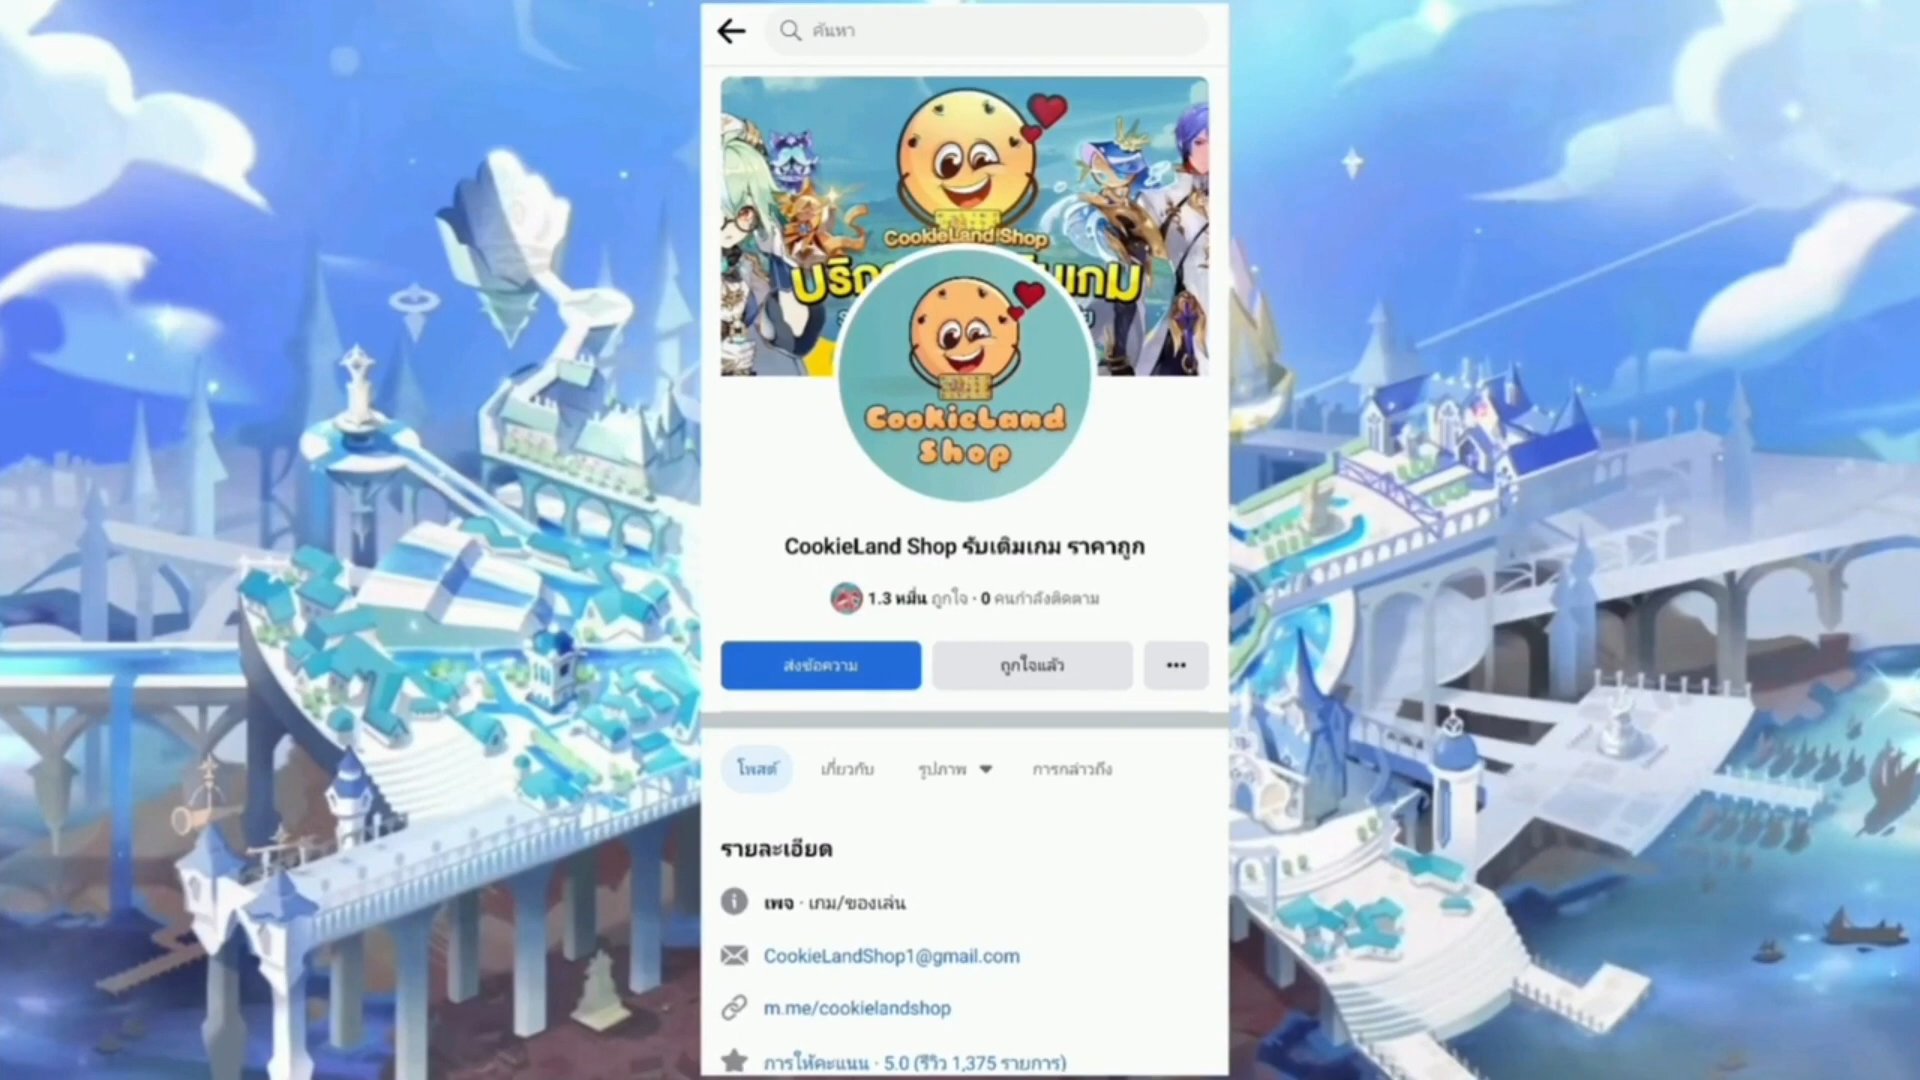 ค้นหา
CookieLand Shop
CookieLand
Shop
CookieLand Shop รับเติมเกม ราคาถูก
1.3 หมื่น ถูกใจ · 0 คนกำลังติดตาม
ส่งข้อความ
ถูกใจแล้ว
โพสต์
เกี่ยวกับ
รูปภาพ
การกล่าวถึง
รายละเอียด
เพจ · เกม/ของเล่น
CookieLandShop1@gmail.com
m.me/cookielandshop
การให้คะแนน · 5.0 (รีวิว 1,375 รายการ)